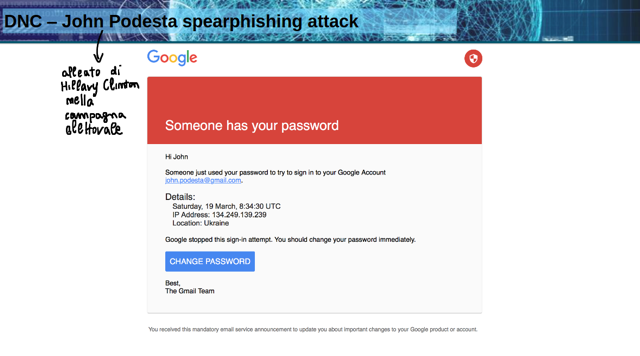 DNC – John Podesta spearphishing attack
alleato di
Hillary Clinton
nella
campagna
elettorale
Google
Someone has your password
Hi John
Someone just used your password to try to sign in to your Google Account
john.podesta@gmail.com.
Details:
Saturday, 19 March, 8:34:30 UTC
IP Address: 134.249.139.239
Location: Ukraine
Google stopped this sign-in attempt. You should change your password immediately.
CHANGE PASSWORD
Best,
The Gmail Team
You received this mandatory email service announcement to update you about important changes to your Google product or account.